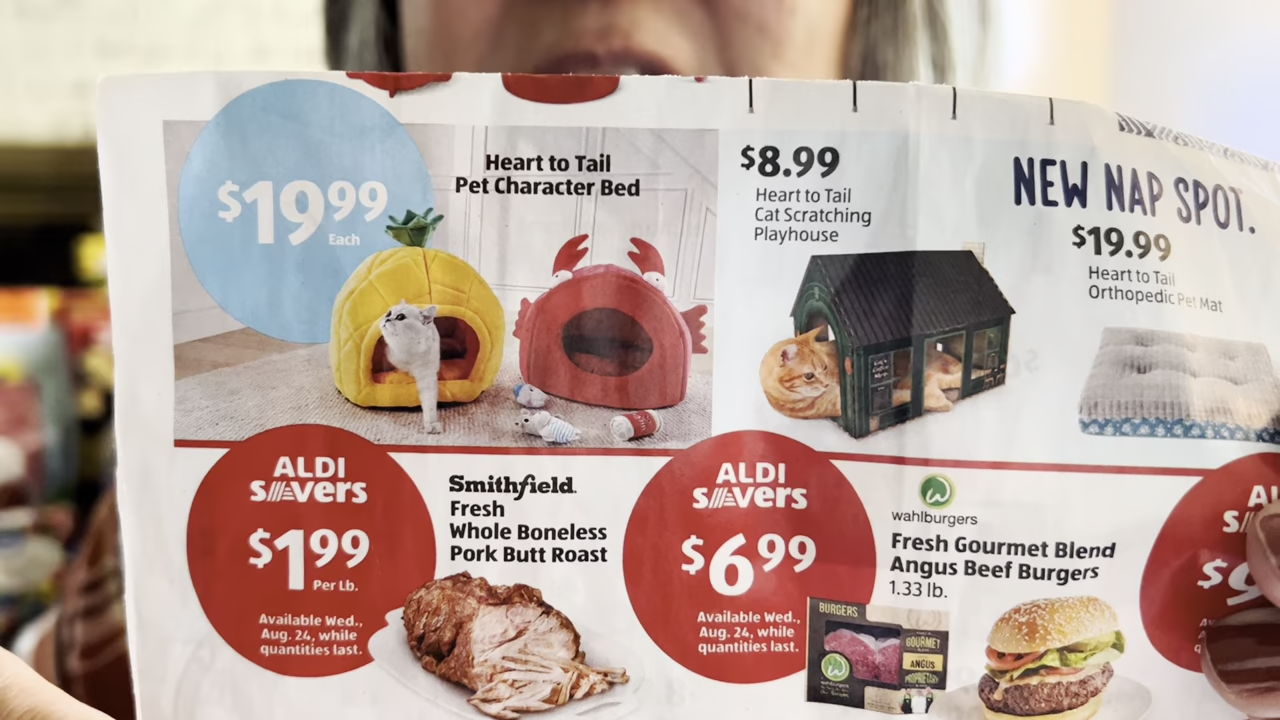 $19.99
Each
Heart to Tail
Pet Character Bed
$8.99
Heart to Tail
Cat Scratching
Playhouse
NEW NAP SPOT.
$19.99
Heart to Tail
Orthopedic Pet Mat
ALDI
SAVERS
$1.99
Per Lb.
Available Wed.,
Aug. 24, while
quantities last.
Smithfield.
Fresh
Whole Boneless
Pork Butt Roast
ALDI
SAVERS
$6.99
Available Wed.,
Aug. 24, while
quantities last.
wahlburgers
Fresh Gourmet Blend
Angus Beef Burgers
1.33 lb.
BURGERS
GOURMET
ANGUS
PROPRIETARY
wahlburgers